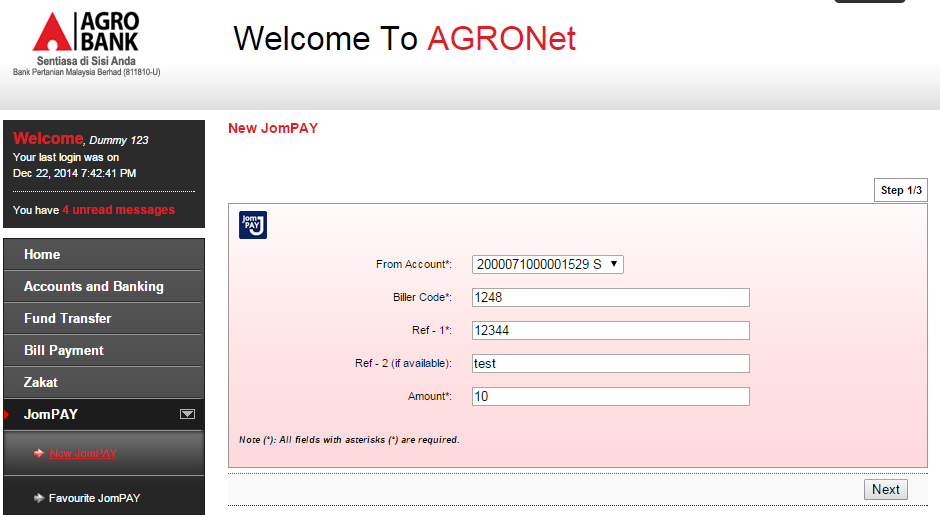 AGRO
BANK
Sentiasa di Sisi Anda
Bank Pertanian Malaysia Berhad (811810-U)
Welcome To AGRONet
Welcome, Dummy 123
Your last login was on
Dec 22, 2014 7:42:41 PM
You have 4 unread messages
Home
Accounts and Banking
Fund Transfer
Bill Payment
Zakat
JomPAY
New JomPAY
Favourite JomPAY
New JomPAY
Step 1/3
Jom
PAY
From Account*: 2000071000001529 S
Biller Code*: 1248
Ref - 1*: 12344
Ref - 2 (if available): test
Amount*: 10
Note (*): All fields with asterisks (*) are required.
Next